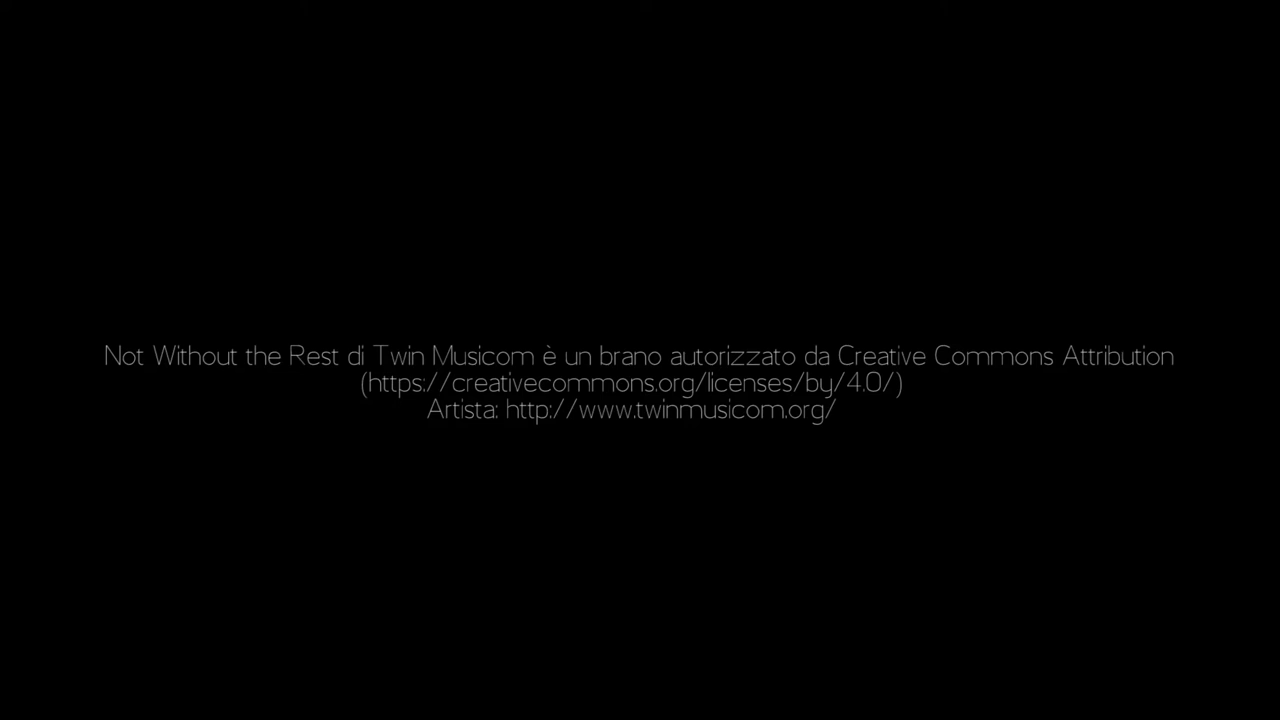 Not Without the Rest di Twin Musicom è un brano autorizzato da Creative Commons Attribution
(https://creativecommons.org/licenses/by/4.0/)
Artista: http://www.twinmusicom.org/